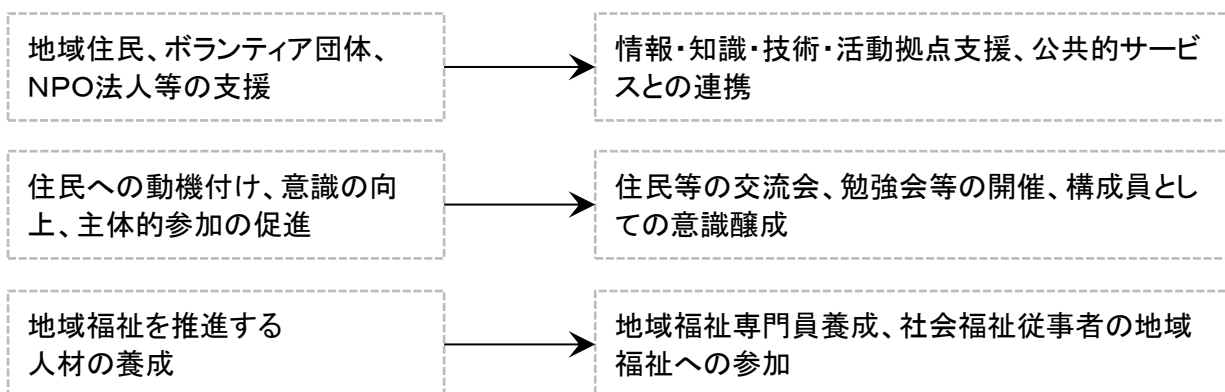 地域住民、ボランティア団体、
NPO法人等の支援
情報・知識・技術・活動拠点支援、公共的サービ
スとの連携
住民への動機付け、意識の向
上、主体的参加の促進
住民等の交流会、勉強会等の開催、構成員とし
ての意識醸成
地域福祉を推進する
人材の養成
地域福祉専門員養成、社会福祉従事者の地域
福祉への参加